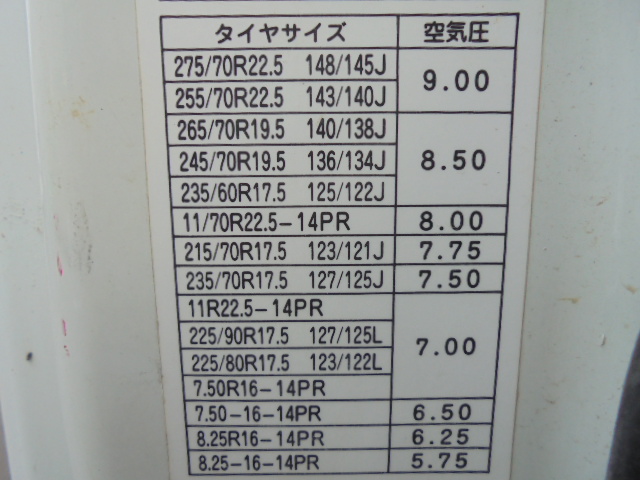 タイヤサイズ 空気圧
275/70R22.5 148/145J 9.00
255/70R22.5 143/140J
265/70R19.5 140/138J 8.50
245/70R19.5 136/134J
235/60R17.5 125/122J
11/70R22.5-14PR 8.00
215/70R17.5 123/121J 7.75
235/70R17.5 127/125J 7.50
11R22.5-14PR 7.00
225/90R17.5 127/125L
225/80R17.5 123/122L
7.50R16-14PR
7.50-16-14PR 6.50
8.25R16-14PR 6.25
8.25-16-14PR 5.75